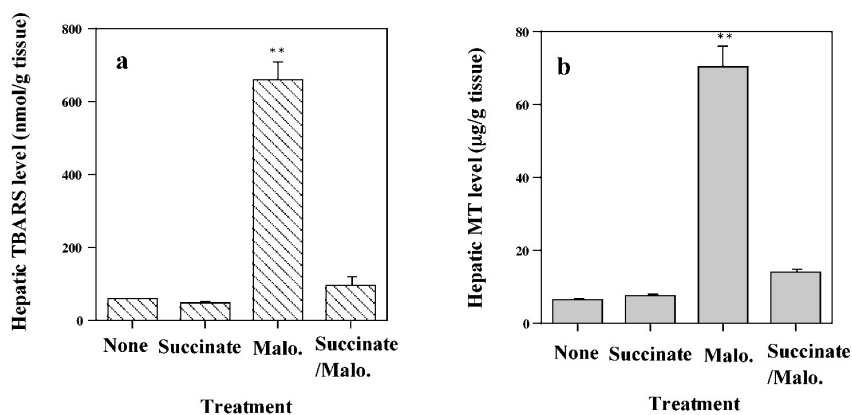 Hepatic TBARS level (nmol/g tissue)
800
600
400
200
0
a
**
None Succinate Malo. Succinate
/Malo.
Treatment
Hepatic MT level (μg/g tissue)
80
60
40
20
0
b
**
None Succinate Malo. Succinate
/Malo.
Treatment